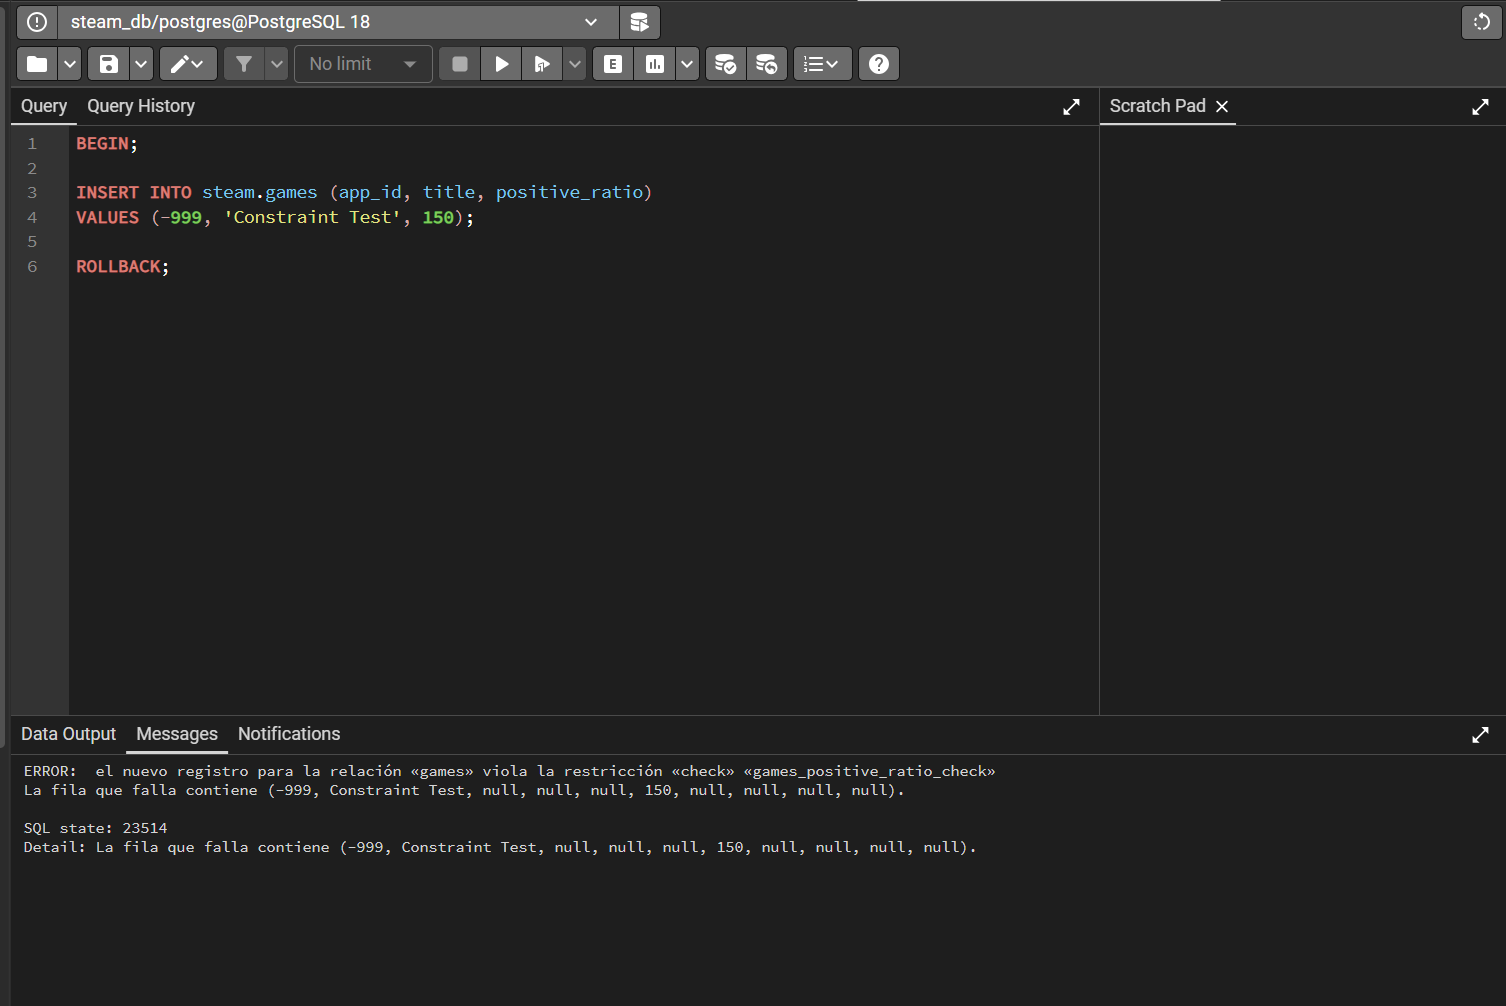 steam_db/postgres@PostgreSQL 18
No limit
E
Query Query History
Scratch Pad
1 BEGIN;
2
3 INSERT INTO steam.games (app_id, title, positive_ratio)
4 VALUES (-999, 'Constraint Test', 150);
5
6 ROLLBACK;
Data Output Messages Notifications
ERROR:  el nuevo registro para la relación «games» viola la restricción «check» «games_positive_ratio_check»
La fila que falla contiene (-999, Constraint Test, null, null, null, 150, null, null, null, null).
SQL state: 23514
Detail: La fila que falla contiene (-999, Constraint Test, null, null, null, 150, null, null, null, null).